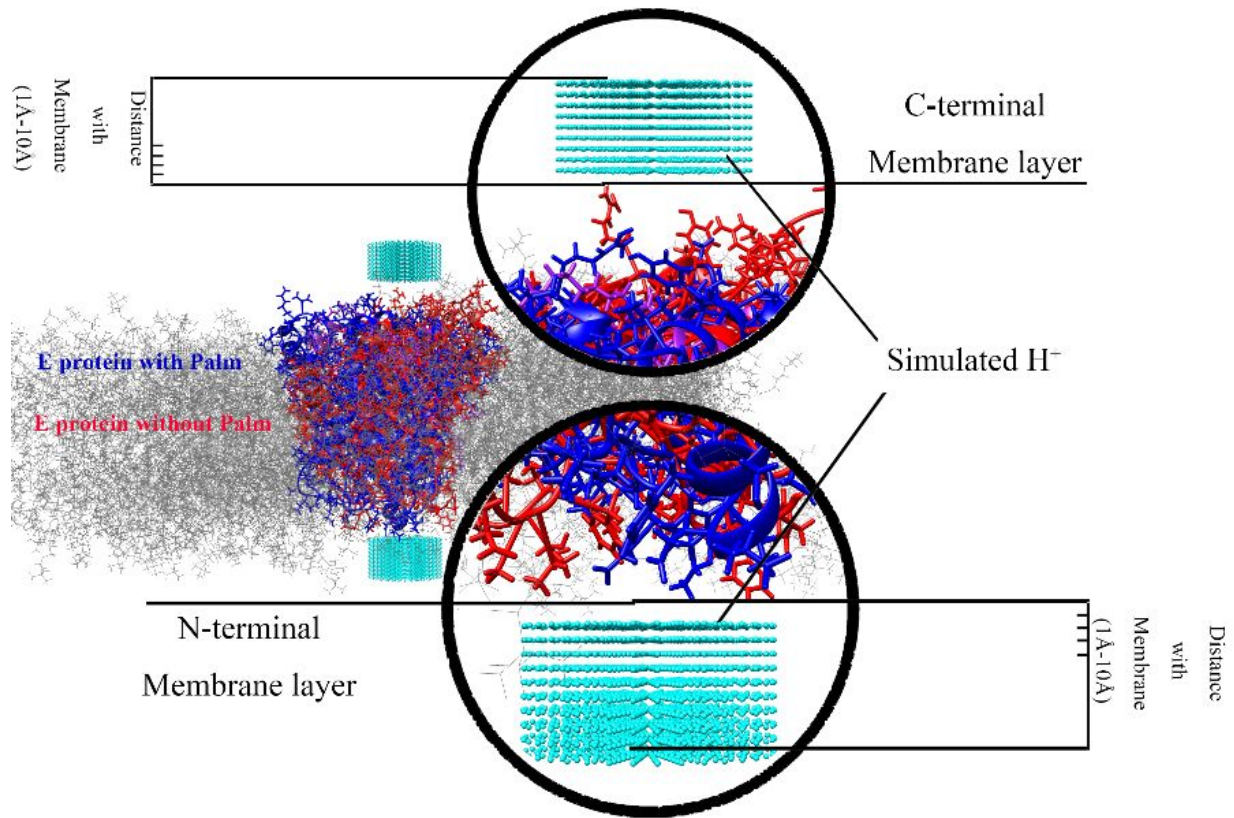 Distance
with
Membrane
(1Å-10Å)
C-terminal
Membrane layer
E protein with Palm
Simulated H⁺
E protein without Palm
N-terminal
Membrane layer
Distance
with
Membrane
(1Å-10Å)